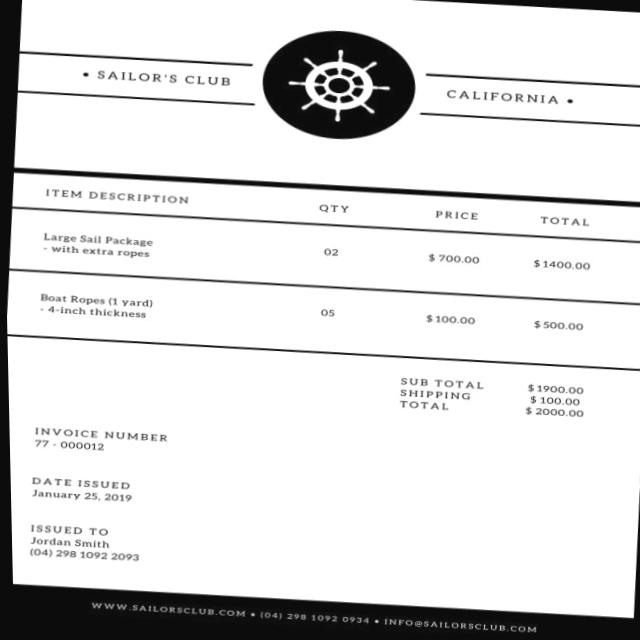 • SAILOR'S CLUB
CALIFORNIA •
ITEM DESCRIPTION QTY PRICE TOTAL
Large Sail Package
- with extra ropes 02 $ 700.00 $ 1400.00
Boat Ropes (1 yard)
- 4-inch thickness 05 $ 100.00 $ 500.00
SUB TOTAL $ 1900.00
SHIPPING $ 100.00
TOTAL $ 2000.00
INVOICE NUMBER
77 - 000012
DATE ISSUED
January 25, 2019
ISSUED TO
Jordan Smith
(04) 298 1092 2093
WWW.SAILORSCLUB.COM • (04) 298 1092 0934 • INFO@SAILORSCLUB.COM